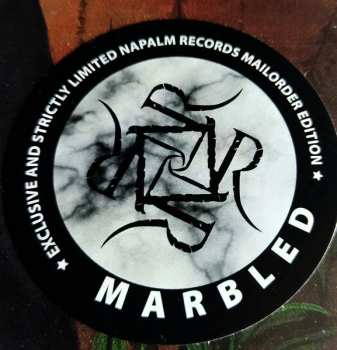 ★ EXCLUSIVE AND STRICTLY LIMITED NAPALM RECORDS MAILORDER EDITION ★
MARBLED